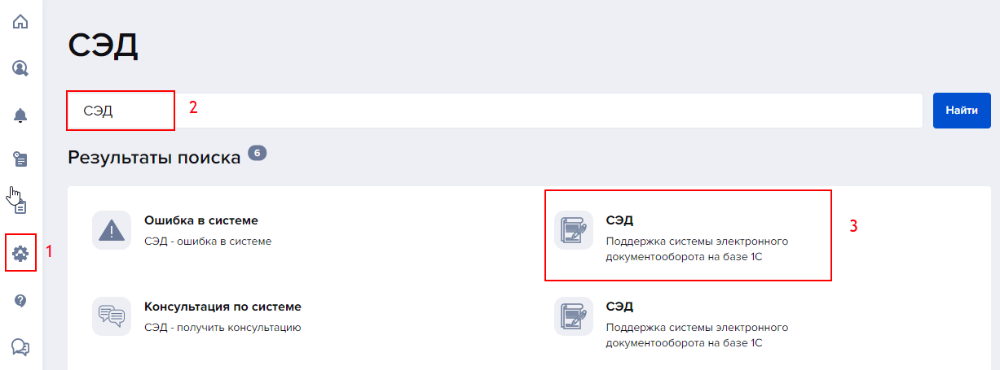 СЭД
СЭД
2
Найти
Результаты поиска 6
Ошибка в системе
СЭД - ошибка в системе
СЭД
Поддержка системы электронного
документооборота на базе 1С
3
1
Консультация по системе
СЭД - получить консультацию
СЭД
Поддержка системы электронного
документооборота на базе 1С